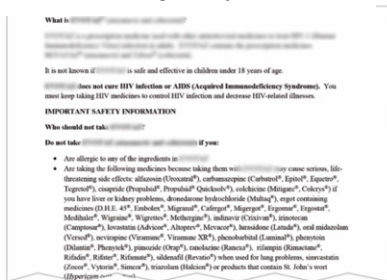 What is
It is not known if is safe and effective in children under 18 years of age.
does not cure HIV infection or AIDS (Acquired Immunodeficiency Syndrome). You
must keep taking HIV medicines to control HIV infection and decrease HIV-related illnesses.
IMPORTANT SAFETY INFORMATION
Who should not take ?
Do not take if you:
• Are allergic to any of the ingredients in
• Are taking the following medicines because taking them with may cause serious, life-
threatening side effects: alfuzosin (Uroxatral®), carbamazepine (Carbatrol®, Epitol®, Equetro®,
Tegretol®), cisapride (Propulsid®, Propulsid® Quicksolv®), colchicine (Mitigare®, Colcrys®) if
you have liver or kidney problems, dronedarone hydrochloride (Multaq®), ergot containing
medicines (D.H.E. 45®, Embolex®, Migranal®, Cafergot®, Migergot®, Ergomar®, Ergostat®,
Medihaler®, Wigraine®, Wigrettes®, Methergine®), indinavir (Crixivan®), irinotecan
(Camptosar®), lovastatin (Advicor®, Altoprev®, Mevacor®), lurasidone (Latuda®), oral midazolam
(Versed®), nevirapine (Viramune®, Viramune XR®), phenobarbital (Luminal®), phenytoin
(Dilantin®, Phenytek®), pimozide (Orap®), ranolazine (Ranexa®), rifampin (Rimactane®,
Rifadin®, Rifater®, Rifamate®), sildenafil (Revatio®) when used for lung problems, simvastatin
(Zocor®, Vytorin®, Simcor®), triazolam (Halcion®) or products that contain St. John's wort
(Hypericum